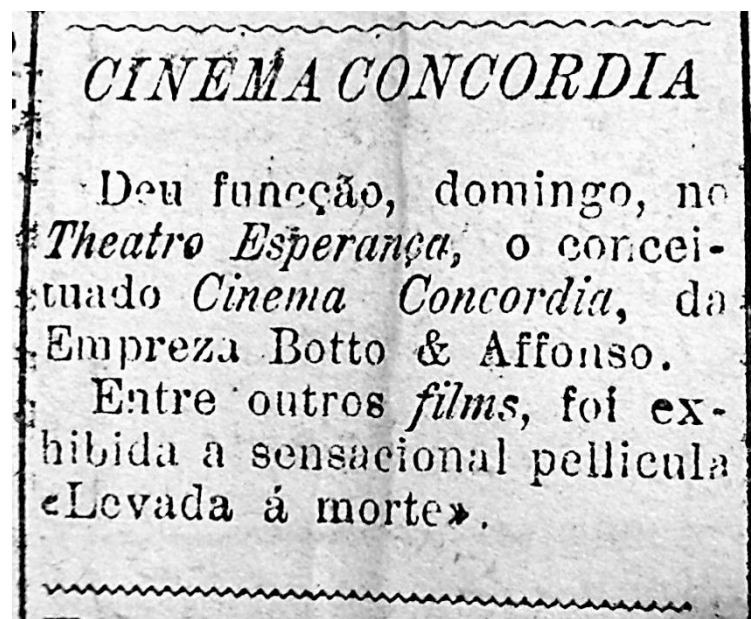 CINEMA CONCORDIA
Deu funcção, domingo, no
Theatro Esperança, o concei-
tuado Cinema Concordia, da
Empreza Botto & Affonso.
Entre outros films, foi ex-
hibida a sensacional pellicula
«Levada á morte».